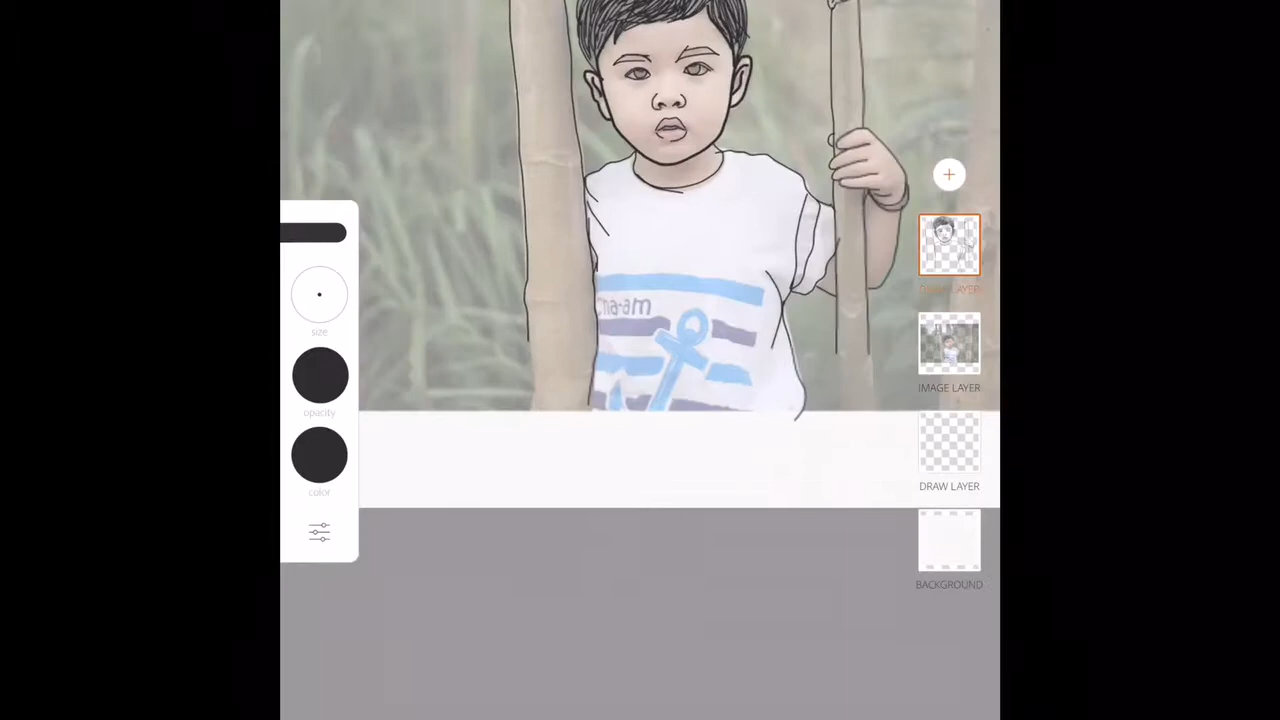 Cha-am
size
opacity
color
DRAW LAYER
IMAGE LAYER
DRAW LAYER
BACKGROUND